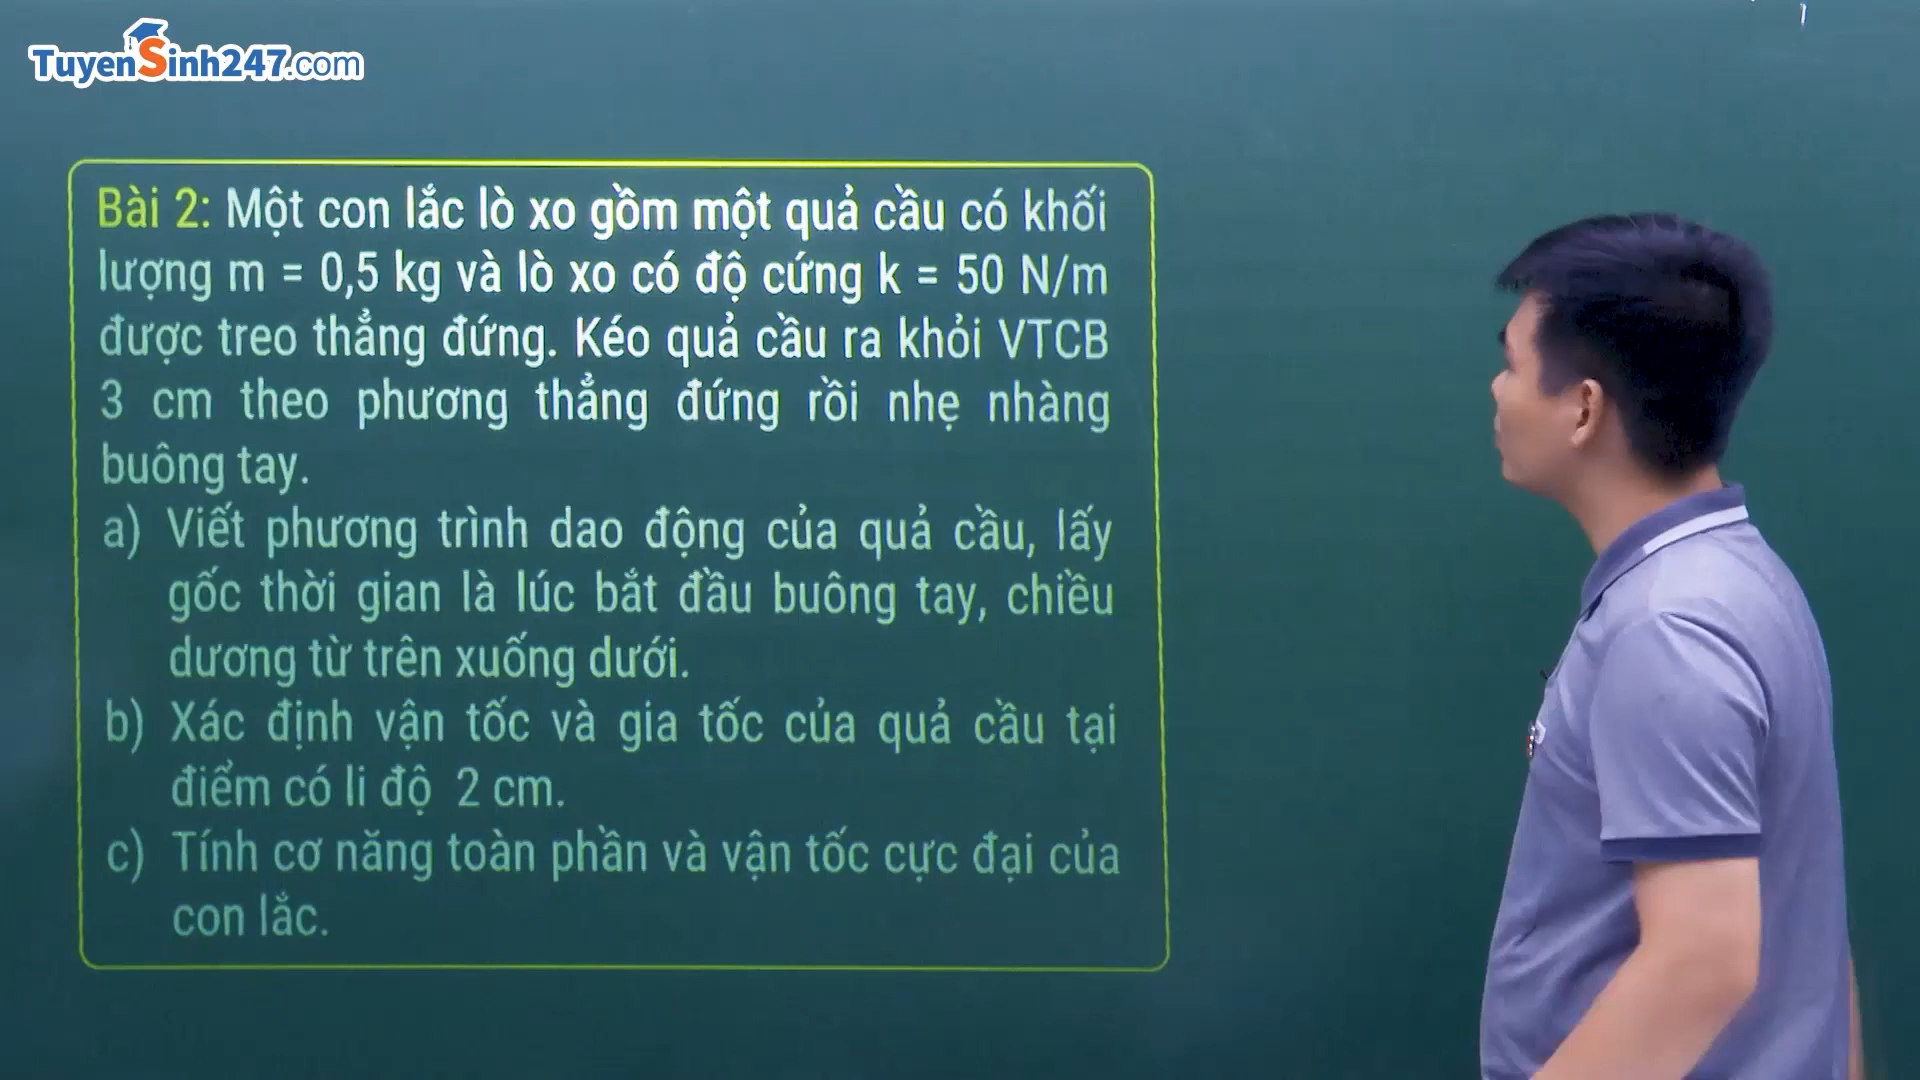 TuyenSinh247.com
Bài 2: Một con lắc lò xo gồm một quả cầu có khối
lượng m = 0,5 kg và lò xo có độ cứng k = 50 N/m
được treo thẳng đứng. Kéo quả cầu ra khỏi VTCB
3 cm theo phương thẳng đứng rồi nhẹ nhàng
buông tay.
a) Viết phương trình dao động của quả cầu, lấy
gốc thời gian là lúc bắt đầu buông tay, chiều
dương từ trên xuống dưới.
b) Xác định vận tốc và gia tốc của quả cầu tại
điểm có li độ 2 cm.
c) Tính cơ năng toàn phần và vận tốc cực đại của
con lắc.